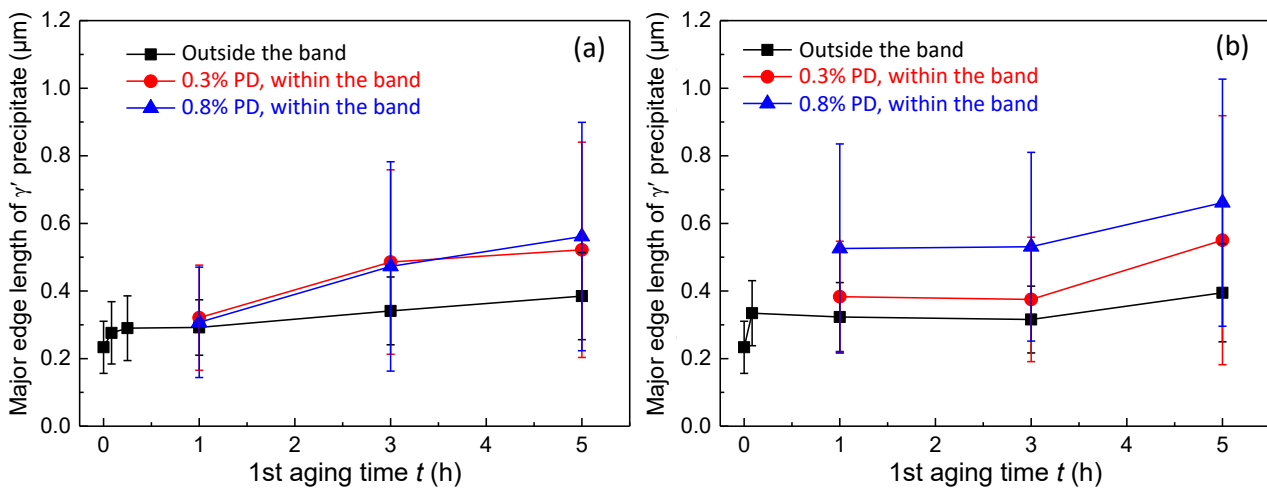 Major edge length of γ′ precipitate (μm)
1.2
1.0
0.8
0.6
0.4
0.2
0.0
Outside the band
0.3% PD, within the band
0.8% PD, within the band
(a)
0 1 2 3 4 5
1st aging time t (h)
Major edge length of γ′ precipitate (μm)
1.2
1.0
0.8
0.6
0.4
0.2
0.0
Outside the band
0.3% PD, within the band
0.8% PD, within the band
(b)
0 1 2 3 4 5
1st aging time t (h)